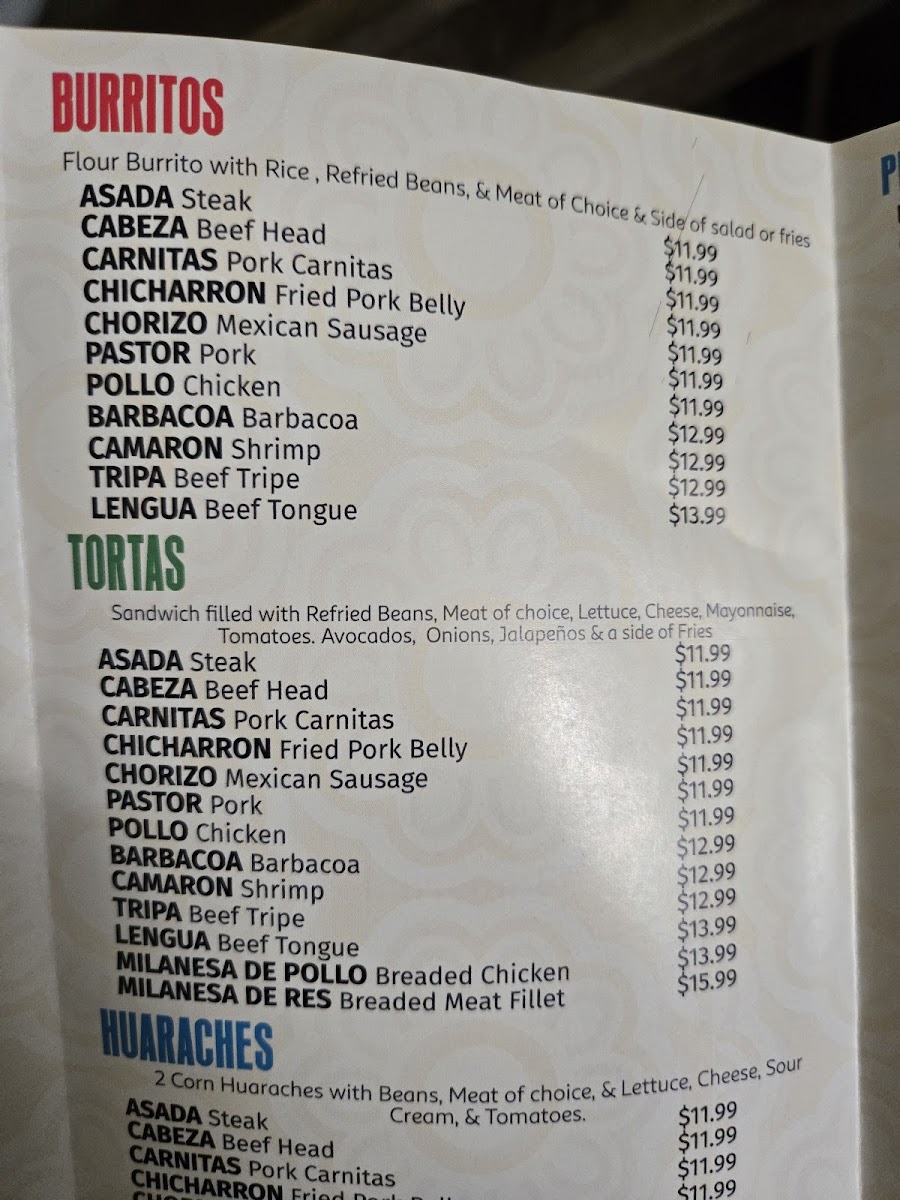 BURRITOS
Flour Burrito with Rice , Refried Beans, & Meat of Choice & Side of salad or fries
ASADA Steak $11.99
CABEZA Beef Head $11.99
CARNITAS Pork Carnitas $11.99
CHICHARRON Fried Pork Belly $11.99
CHORIZO Mexican Sausage $11.99
PASTOR Pork $11.99
POLLO Chicken $11.99
BARBACOA Barbacoa $12.99
CAMARON Shrimp $12.99
TRIPA Beef Tripe $12.99
LENGUA Beef Tongue $13.99
TORTAS
Sandwich filled with Refried Beans, Meat of choice, Lettuce, Cheese, Mayonnaise,
Tomatoes. Avocados, Onions, Jalapeños & a side of Fries
ASADA Steak $11.99
CABEZA Beef Head $11.99
CARNITAS Pork Carnitas $11.99
CHICHARRON Fried Pork Belly $11.99
CHORIZO Mexican Sausage $11.99
PASTOR Pork $11.99
POLLO Chicken $11.99
BARBACOA Barbacoa $12.99
CAMARON Shrimp $12.99
TRIPA Beef Tripe $12.99
LENGUA Beef Tongue $13.99
MILANESA DE POLLO Breaded Chicken $13.99
MILANESA DE RES Breaded Meat Fillet $15.99
HUARACHES
2 Corn Huaraches with Beans, Meat of choice, & Lettuce, Cheese, Sour
Cream, & Tomatoes.
ASADA Steak $11.99
CABEZA Beef Head $11.99
CARNITAS Pork Carnitas $11.99
CHICHARRON Fried Pork $11.99